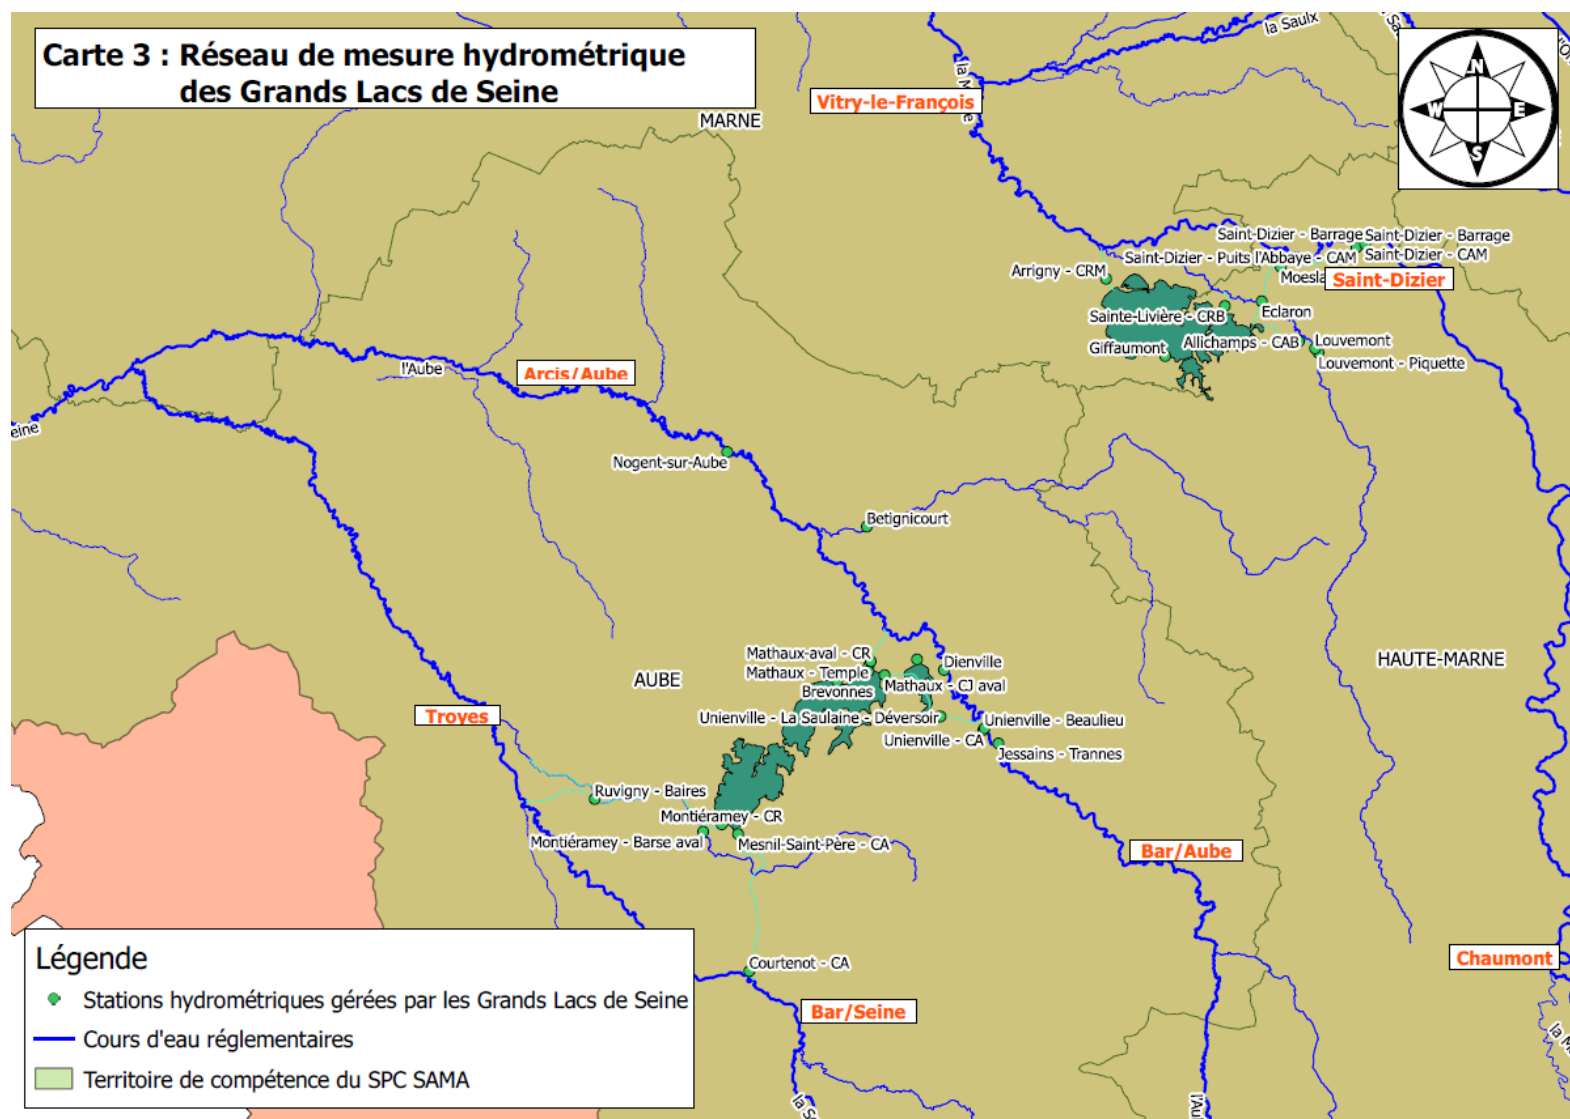 Carte 3 : Réseau de mesure hydrométrique
des Grands Lacs de Seine
la Saulx
N
W
E
S
Vitry-le-François
MARNE
Saint-Dizier - Barrage
Saint-Dizier - Barrage
Saint-Dizier - Puits l'Abbaye - CAM
Saint-Dizier - CAM
Arrigny - CRM
Saint-Dizier
Sainte-Livière - CRB
Eclaron
Giffaumont
Allichamps - CAB
Louvemont
Louvemont - Piquette
l'Aube
Arcis/Aube
Nogent-sur-Aube
Betignicourt
Mathaux-aval - CR
Mathaux - Temple
Brevonnes
Mathaux - CJ aval
Dienville
AUBE
HAUTE-MARNE
Troyes
Unienville - La Saulaine - Déversoir
Unienville - Beaulieu
Unienville - CA
Jessains - Trannes
Ruvigny - Baires
Montiéramey - CR
Montiéramey - Barse aval
Mesnil-Saint-Père - CA
Bar/Aube
Courtenot - CA
Chaumont
Bar/Seine
Légende
Stations hydrométriques gérées par les Grands Lacs de Seine
Cours d'eau réglementaires
Territoire de compétence du SPC SAMA